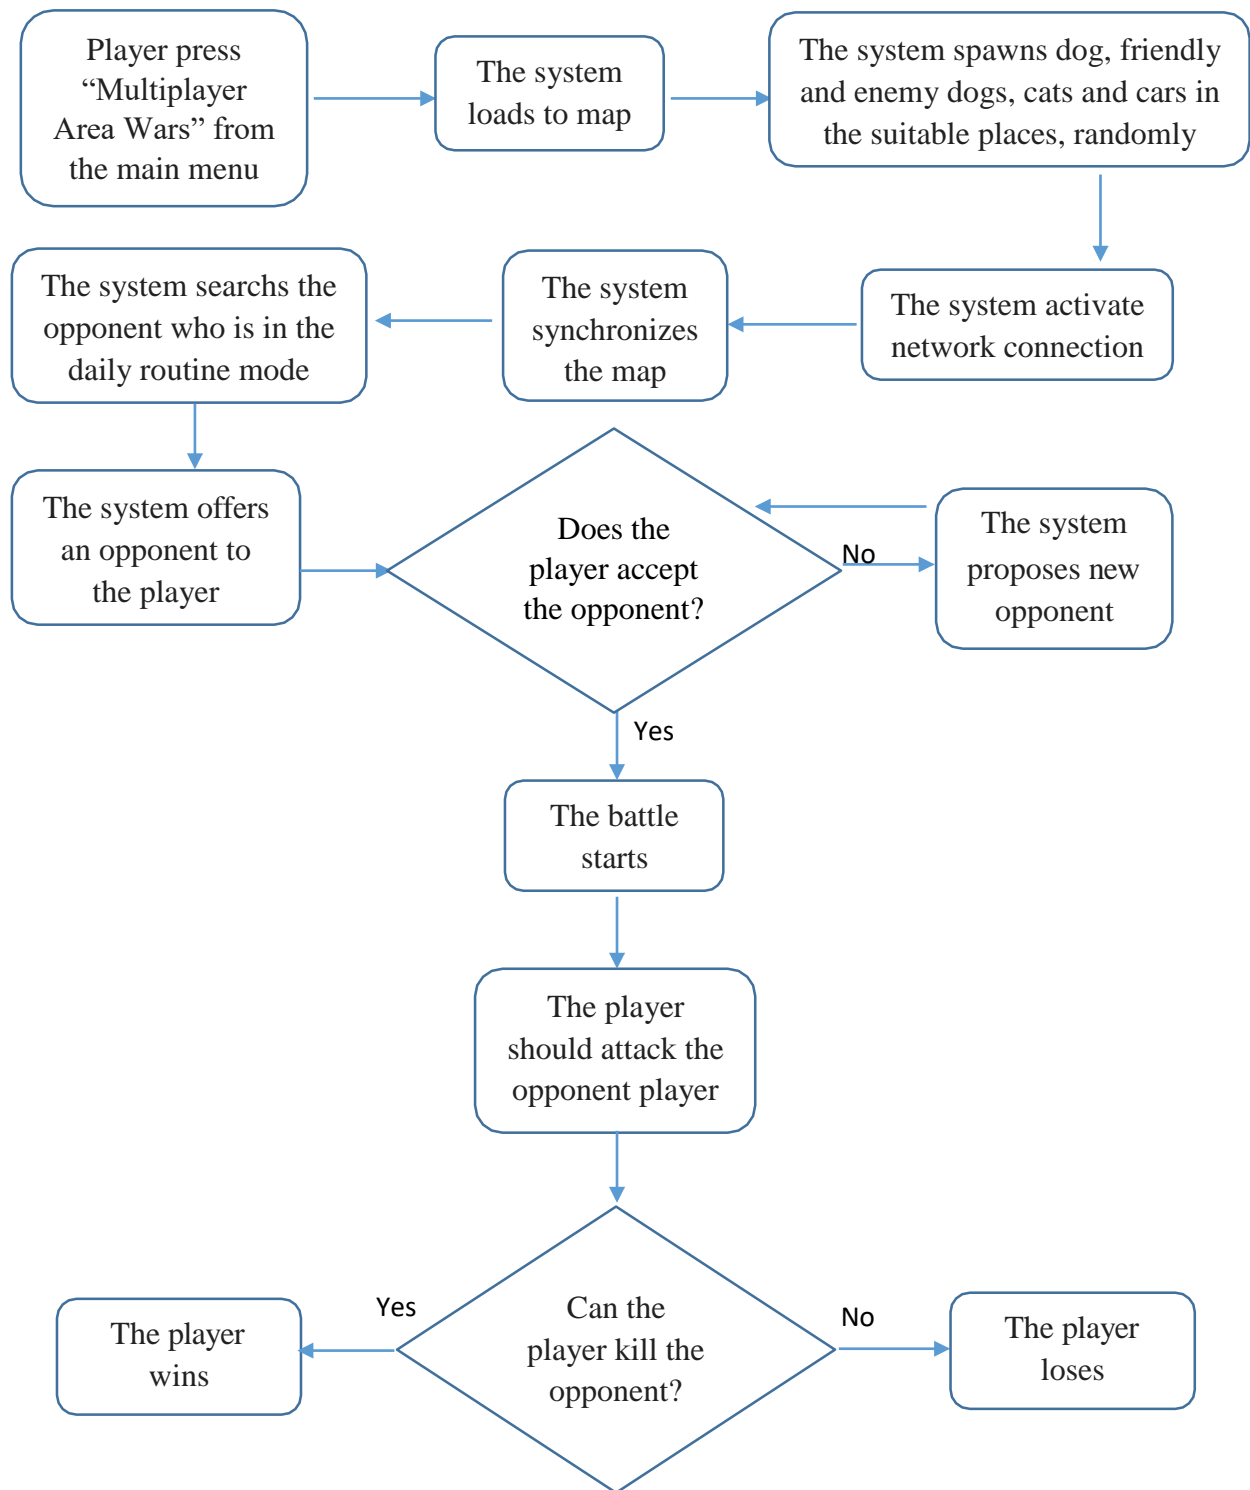 Player press
“Multiplayer
Area Wars” from
the main menu
The system
loads to map
The system spawns dog, friendly
and enemy dogs, cats and cars in
the suitable places, randomly
The system activate
network connection
The system
synchronizes
the map
The system searchs the
opponent who is in the
daily routine mode
The system offers
an opponent to
the player
Does the
player accept
the opponent?
No
The system
proposes new
opponent
Yes
The battle
starts
The player
should attack the
opponent player
Can the
player kill the
opponent?
Yes
The player
wins
No
The player
loses